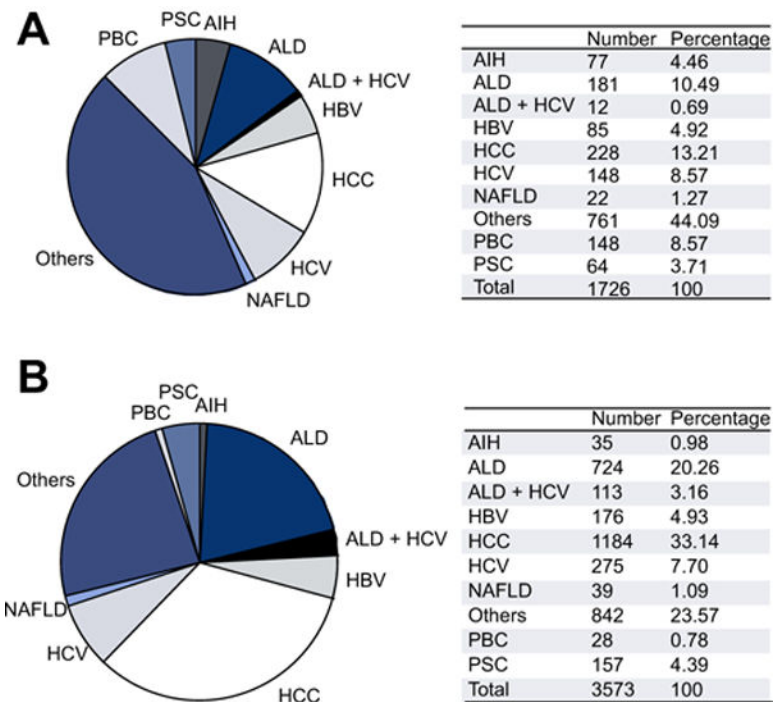 A
PSC AIH
PBC
ALD
ALD + HCV
HBV
HCC
HCV
NAFLD
Others
Number Percentage
AIH 77 4.46
ALD 181 10.49
ALD + HCV 12 0.69
HBV 85 4.92
HCC 228 13.21
HCV 148 8.57
NAFLD 22 1.27
Others 761 44.09
PBC 148 8.57
PSC 64 3.71
Total 1726 100
B
PSC
PBC AIH
ALD
Others
ALD + HCV
HBV
NAFLD
HCV
HCC
Number Percentage
AIH 35 0.98
ALD 724 20.26
ALD + HCV 113 3.16
HBV 176 4.93
HCC 1184 33.14
HCV 275 7.70
NAFLD 39 1.09
Others 842 23.57
PBC 28 0.78
PSC 157 4.39
Total 3573 100